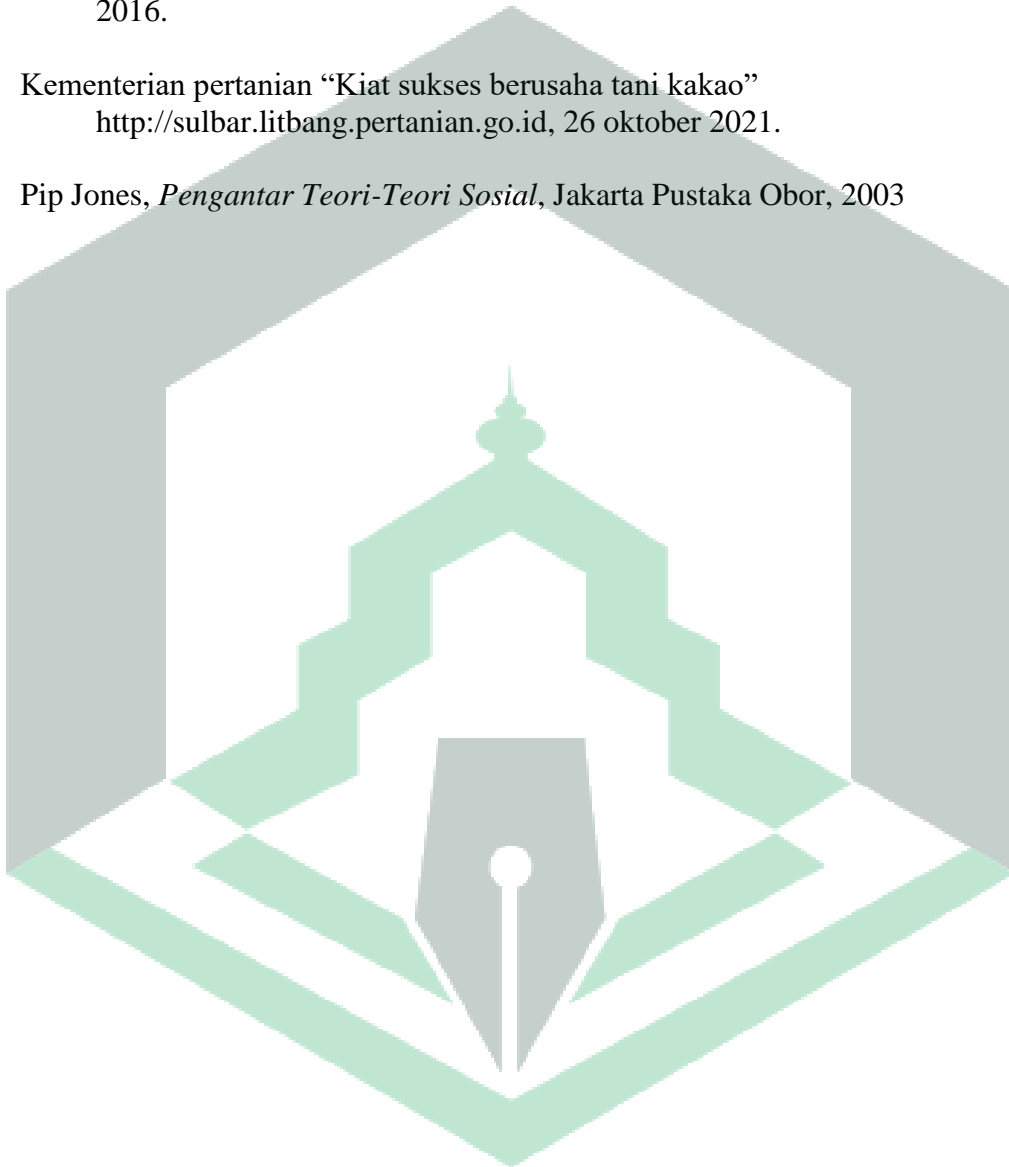 2016.
Kementerian pertanian “Kiat sukses berusaha tani kakao”
http://sulbar.litbang.pertanian.go.id, 26 oktober 2021.
Pip Jones, Pengantar Teori-Teori Sosial, Jakarta Pustaka Obor, 2003